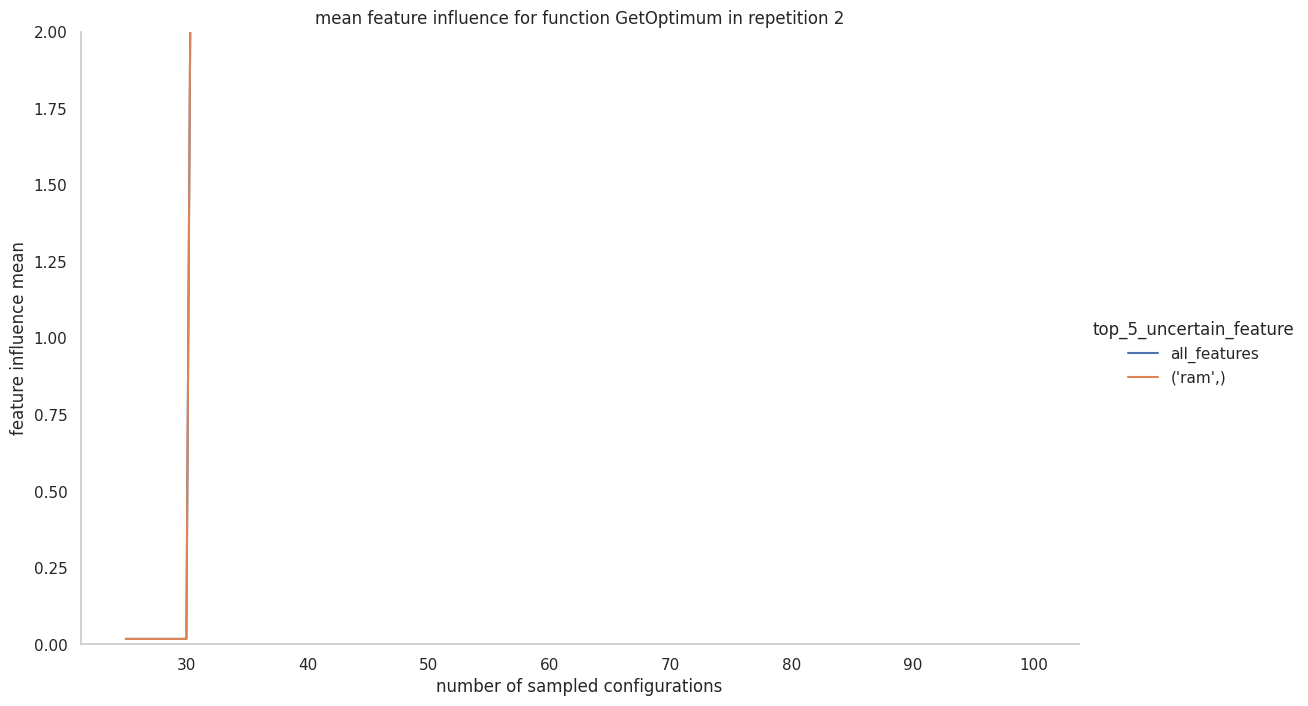 mean feature influence for function GetOptimum in repetition 2
2.00
1.75
1.50
1.25
1.00
0.75
0.50
0.25
0.00
feature influence mean
30 40 50 60 70 80 90 100
number of sampled configurations
top_5_uncertain_feature
all_features
('ram',)